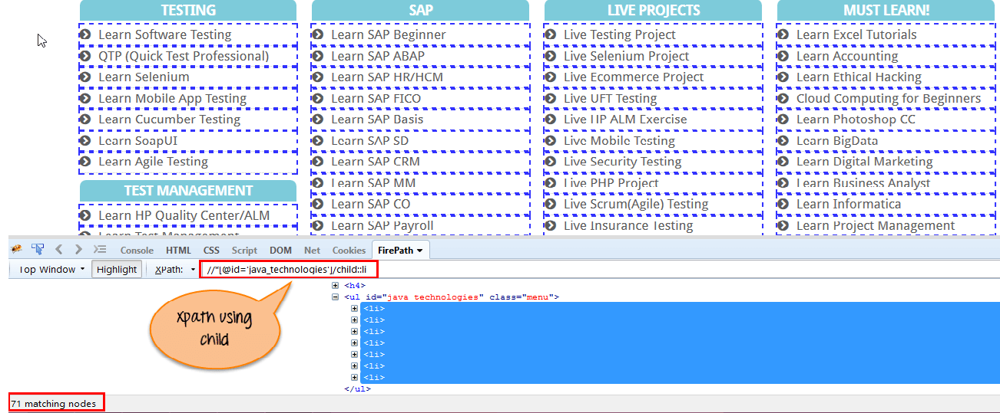 TESTING
Learn Software Testing
QTP (Quick Test Professional)
Learn Selenium
Learn Mobile App Testing
Learn Cucumber Testing
Learn SoapUI
Learn Agile Testing
TEST MANAGEMENT
Learn HP Quality Center/ALM
Learn Test Management
SAP
Learn SAP Beginner
Learn SAP ABAP
Learn SAP HR/HCM
Learn SAP FICO
Learn SAP Basis
Learn SAP SD
Learn SAP CRM
Learn SAP MM
Learn SAP CO
Learn SAP Payroll
LIVE PROJECTS
Live Testing Project
Live Selenium Project
Live Ecommerce Project
Live UFT Testing
Live HP ALM Exercise
Live Mobile Testing
Live Security Testing
Live PHP Project
Live Scrum(Agile) Testing
Live Insurance Testing
MUST LEARN!
Learn Excel Tutorials
Learn Accounting
Learn Ethical Hacking
Cloud Computing for Beginners
Learn Photoshop CC
Learn BigData
Learn Digital Marketing
Learn Business Analyst
Learn Informatica
Learn Project Management
Console HTML CSS Script DOM Net Cookies FirePath
Top Window Highlight XPath: //*[@id='java_technologies']/child::li
<h4>
<ul id="java_technologies" class="menu">
<li>
<li>
<li>
<li>
<li>
<li>
<li>
</ul>
Xpath using
child
71 matching nodes